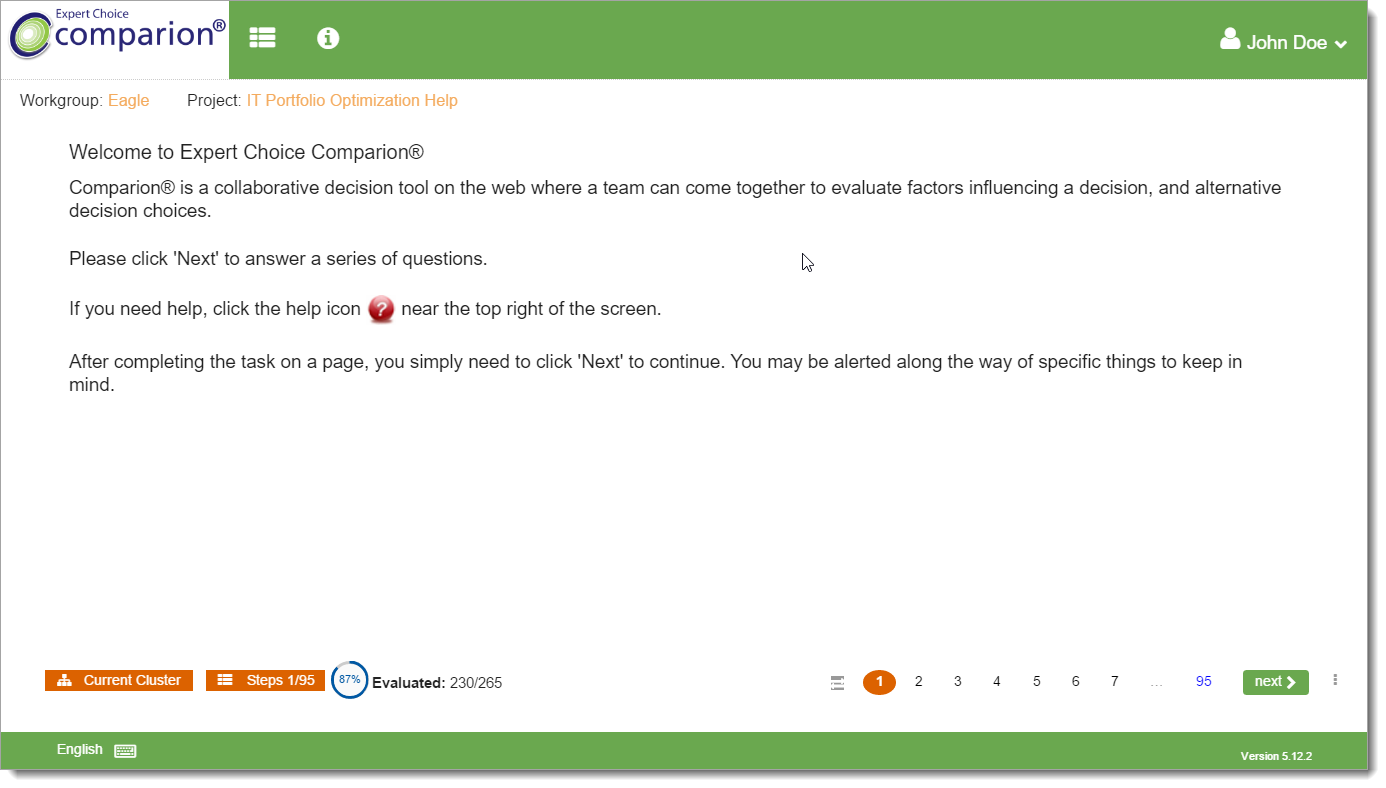 Expert Choice
comparion®
John Doe
Workgroup: Eagle Project: IT Portfolio Optimization Help
Welcome to Expert Choice Comparion®
Comparion® is a collaborative decision tool on the web where a team can come together to evaluate factors influencing a decision, and alternative
decision choices.
Please click 'Next' to answer a series of questions.
If you need help, click the help icon ? near the top right of the screen.
After completing the task on a page, you simply need to click 'Next' to continue. You may be alerted along the way of specific things to keep in
mind.
Current Cluster Steps 1/95 87% Evaluated: 230/265 1 2 3 4 5 6 7 ... 95 next
English
Version 5.12.2